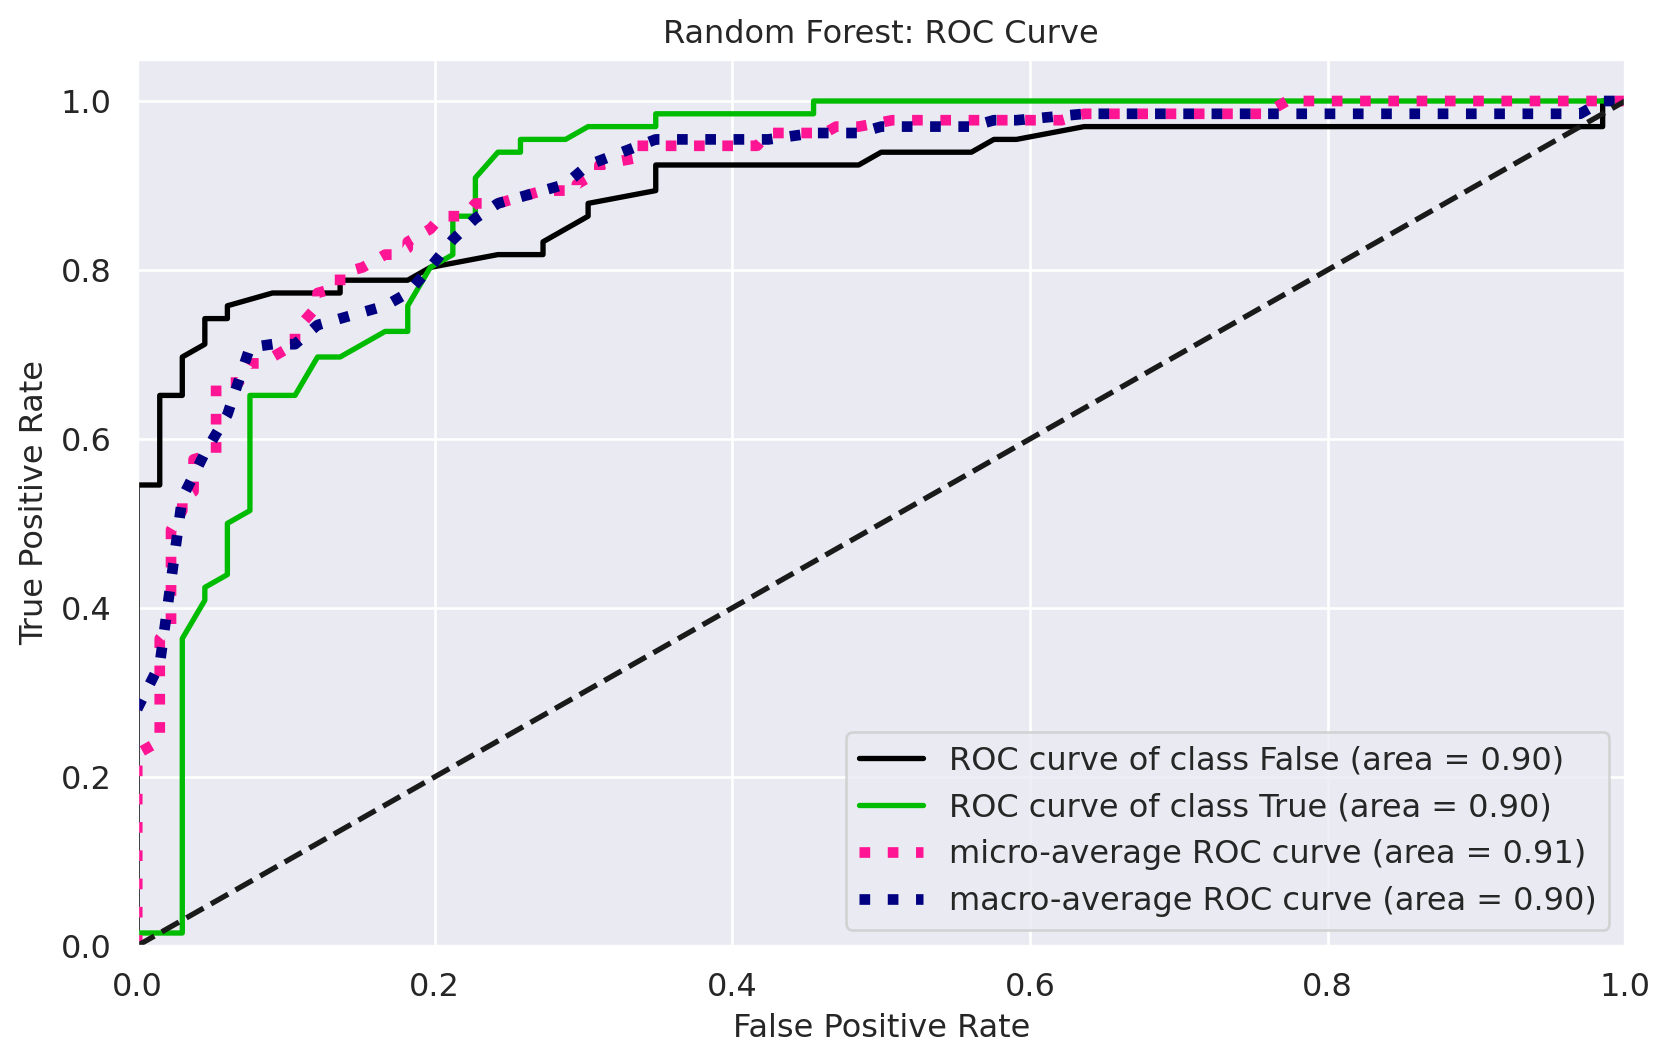 Random Forest: ROC Curve
True Positive Rate
1.0
0.8
0.6
0.4
0.2
0.0
ROC curve of class False (area = 0.90)
ROC curve of class True (area = 0.90)
micro-average ROC curve (area = 0.91)
macro-average ROC curve (area = 0.90)
0.0 0.2 0.4 0.6 0.8 1.0
False Positive Rate